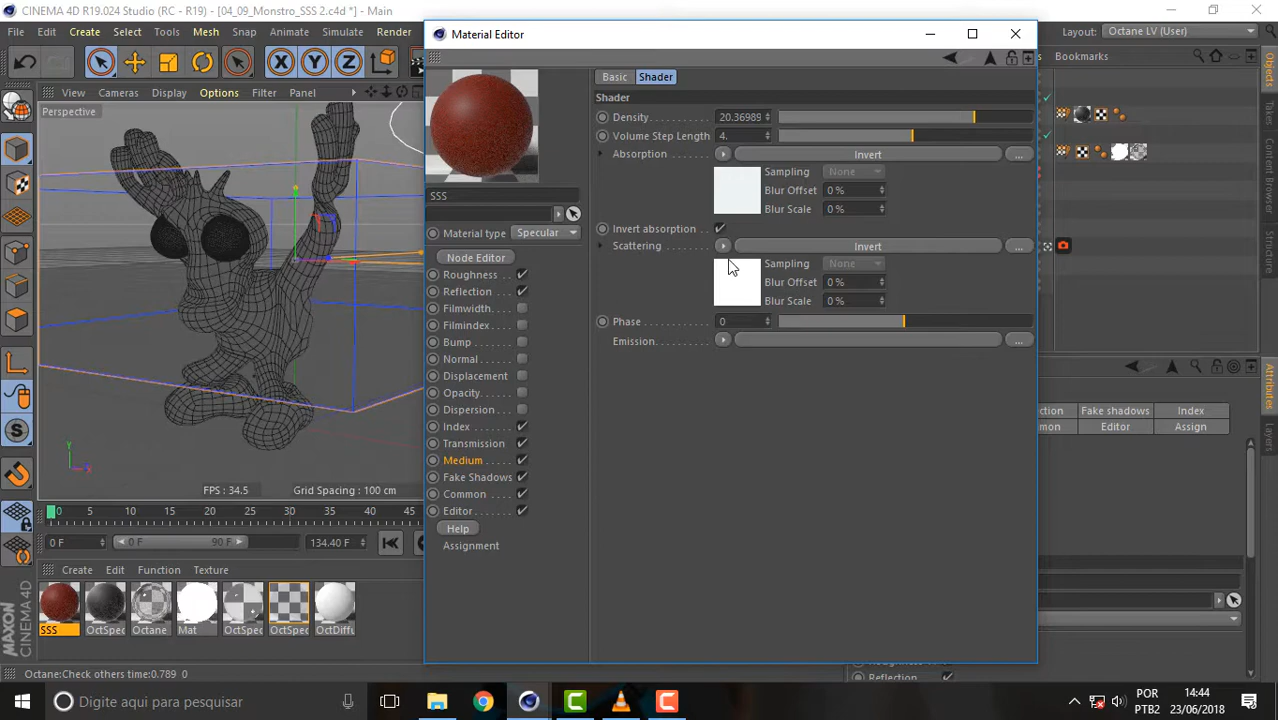 CINEMA 4D R19.024 Studio (RC - R19) - [04_09_Monstro_SSS 2.c4d *] - Main
File Edit Create Select Tools Mesh Snap Animate Simulate Render
Layout: Octane LV (User)
Material Editor
Bookmarks
View Cameras Display Options Filter Panel
Perspective
Basic Shader
Shader
Density 20.36989
Volume Step Length 4.
Absorption Invert ...
Sampling None
Blur Offset 0 %
Blur Scale 0 %
Invert absorption
Scattering Invert ...
Sampling None
Blur Offset 0 %
Blur Scale 0 %
Phase 0
Emission ...
SSS
Material type Specular
Node Editor
Roughness
Reflection
Filmwidth
Filmindex
Bump
Normal
Displacement
Opacity
Dispersion
Index
Transmission
Medium
Fake Shadows
Common
Editor
Help
Assignment
Objects
Takes
Attributes
Layers
Fake shadows Index
Editor Assign
Reflection
Y
X
FPS : 34.5 Grid Spacing : 100 cm
0 5 10 15 20 25 30 35 40 45
0 F 0 F 90 F 134.40 F
Create Edit Function Texture
SSS OctSpec Octane Mat OctSpec OctSpec OctDiffu
MAXON CINEMA 4D
Octane:Check others time:0.789 0
Digite aqui para pesquisar
POR
PTB2
14:44
23/06/2018